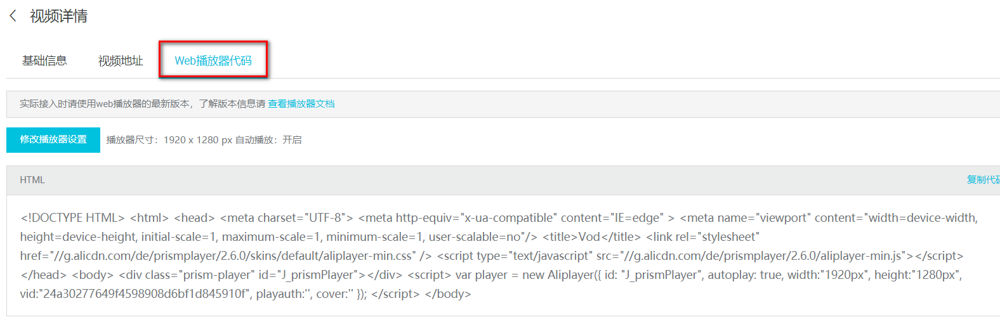 视频详情
基础信息 视频地址 Web播放器代码
实际接入时请使用web播放器的最新版本，了解版本信息请 查看播放器文档
修改播放器设置 播放器尺寸：1920 x 1280 px 自动播放：开启
HTML 复制代码
<!DOCTYPE HTML> <html> <head> <meta charset="UTF-8"> <meta http-equiv="x-ua-compatible" content="IE=edge" > <meta name="viewport" content="width=device-width,
height=device-height, initial-scale=1, maximum-scale=1, minimum-scale=1, user-scalable=no"/> <title>Vod</title> <link rel="stylesheet"
href="//g.alicdn.com/de/prismplayer/2.6.0/skins/default/aliplayer-min.css" /> <script type="text/javascript" src="//g.alicdn.com/de/prismplayer/2.6.0/aliplayer-min.js"></script>
</head> <body> <div class="prism-player" id="J_prismPlayer"></div> <script> var player = new Aliplayer({ id: "J_prismPlayer", autoplay: true, width:"1920px", height:"1280px",
vid:"24a30277649f4598908d6bf1d845910f", playauth:'', cover:'' }); </script> </body>